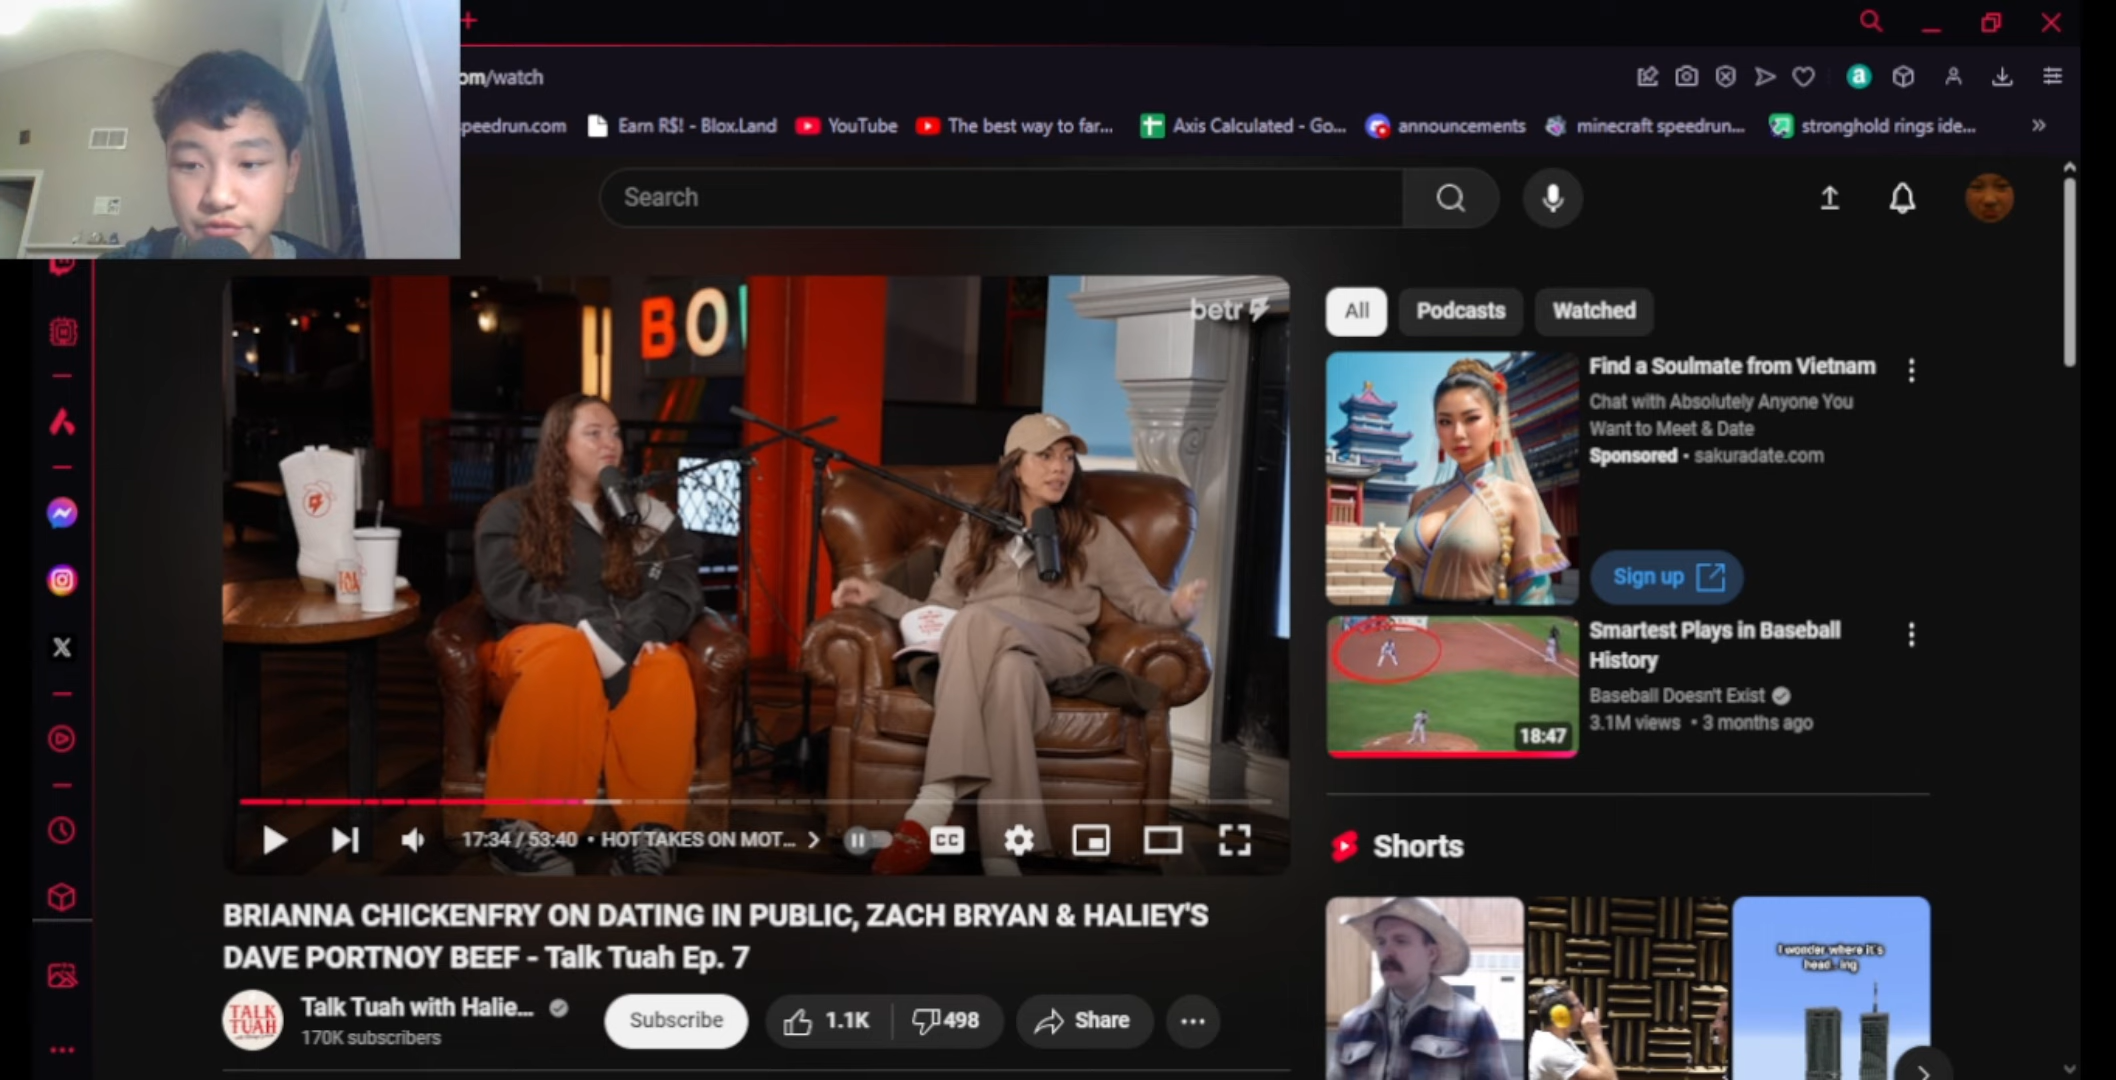 om/watch
speedrun.com
Earn R$! - Blox.Land
YouTube
The best way to far...
Axis Calculated - Go...
announcements
minecraft speedrun...
stronghold rings ide...
Search
All
Podcasts
Watched
BO
betr
Find a Soulmate from Vietnam
Chat with Absolutely Anyone You
Want to Meet & Date
Sponsored • sakuradate.com
Sign up
Smartest Plays in Baseball
History
Baseball Doesn't Exist
3.1M views • 3 months ago
18:47
17:34 / 53:40 • HOT TAKES ON MOT...
CC
Shorts
BRIANNA CHICKENFRY ON DATING IN PUBLIC, ZACH BRYAN & HALIEY'S
DAVE PORTNOY BEEF - Talk Tuah Ep. 7
TALK
TUAH
Talk Tuah with Halie...
170K subscribers
Subscribe
1.1K
498
Share
I wonder where it's
head..ing